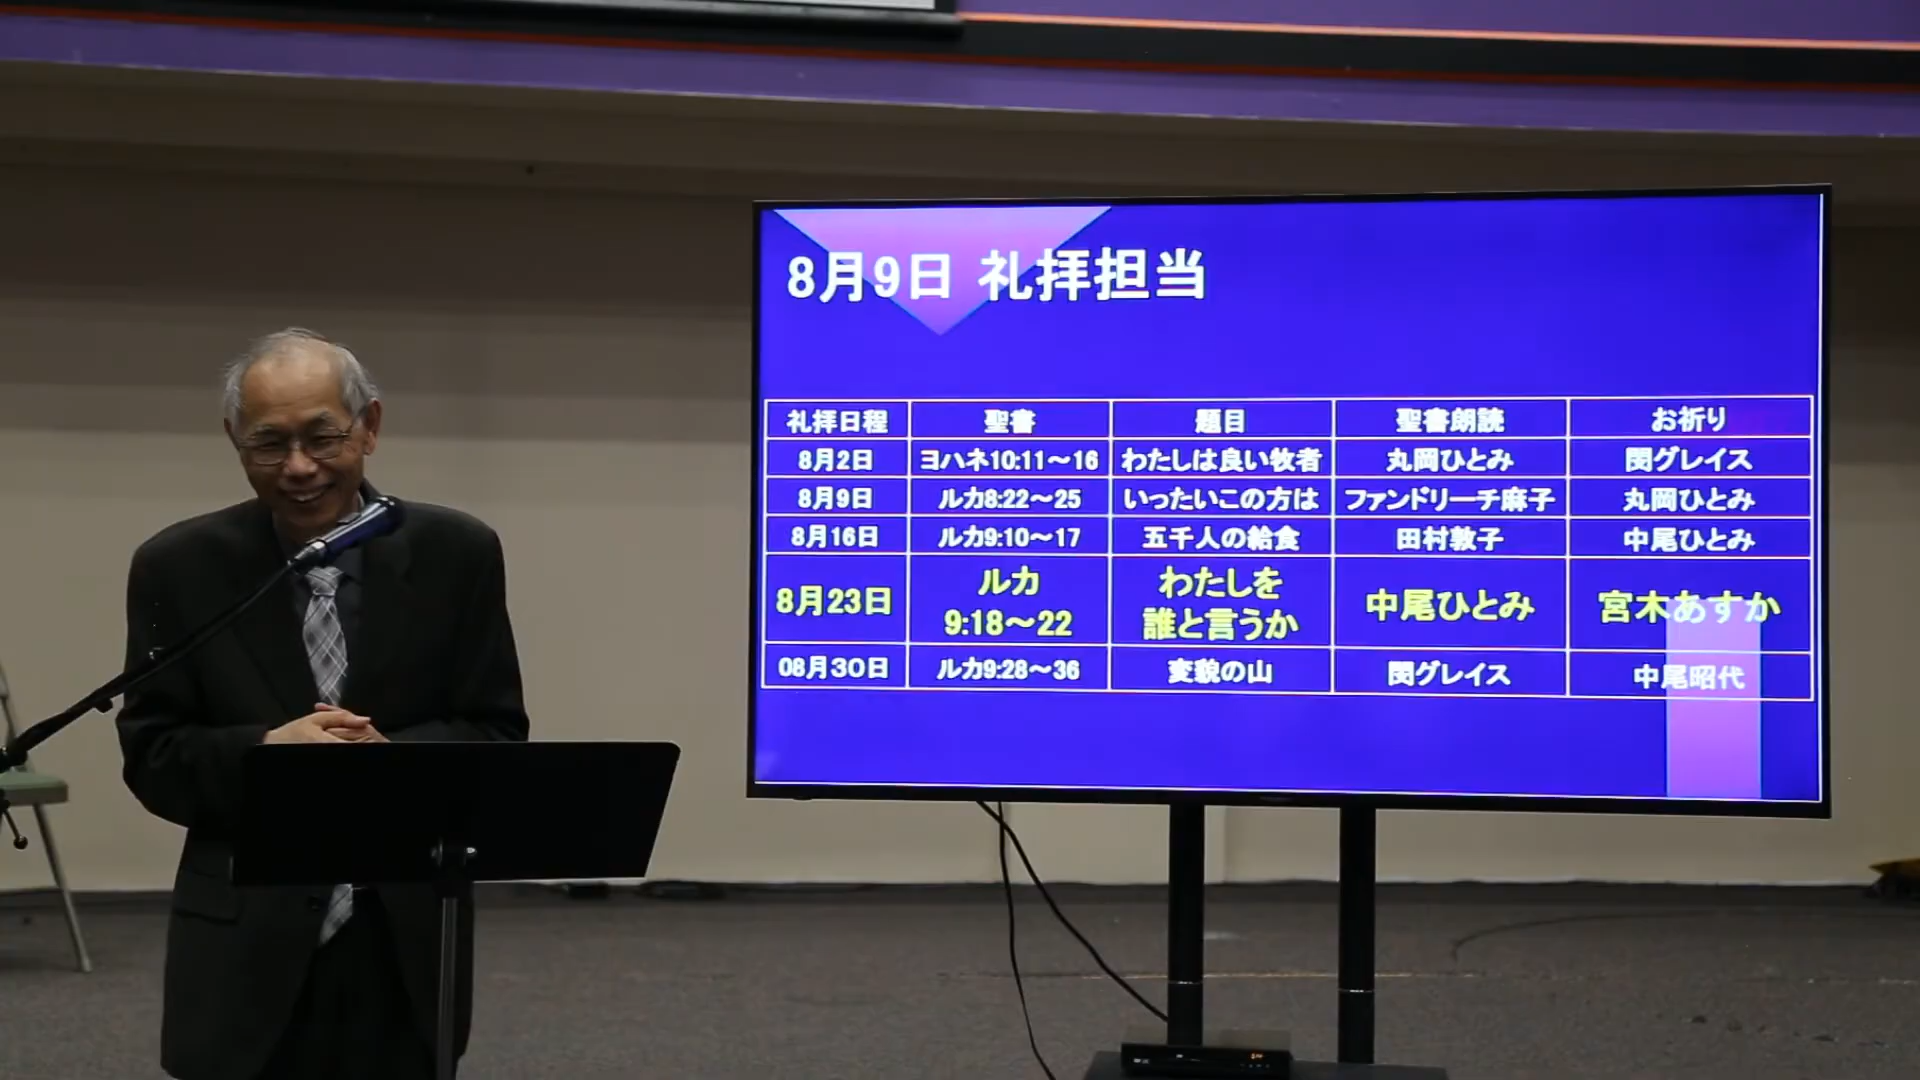 8月9日 礼拝担当
礼拝日程 聖書 題目 聖書朗読 お祈り
8月2日 ヨハネ10:11～16 わたしは良い牧者 丸岡ひとみ 閔グレイス
8月9日 ルカ8:22～25 いったいこの方は ファンドリーチ麻子 丸岡ひとみ
8月16日 ルカ9:10～17 五千人の給食 田村敦子 中尾ひとみ
8月23日 ルカ 9:18～22 わたしを 誰と言うか 中尾ひとみ 宮木あすか
08月30日 ルカ9:28～36 変貌の山 閔グレイス 中尾昭代